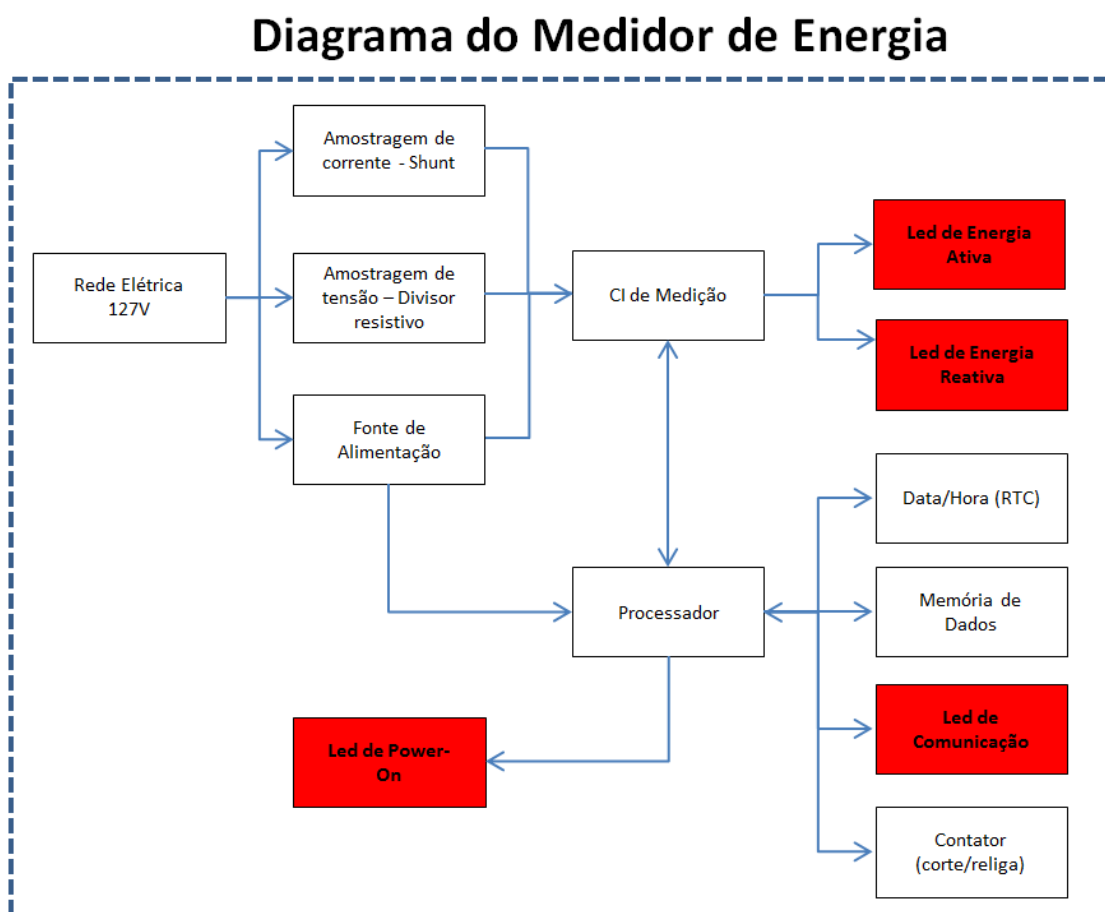 Diagrama do Medidor de Energia
Amostragem de
corrente - Shunt
Rede Elétrica
127V
Amostragem de
tensão – Divisor
resistivo
Fonte de
Alimentação
CI de Medição
Led de Energia
Ativa
Led de Energia
Reativa
Data/Hora (RTC)
Processador
Memória de
Dados
Led de Power-
On
Led de
Comunicação
Contator
(corte/religa)